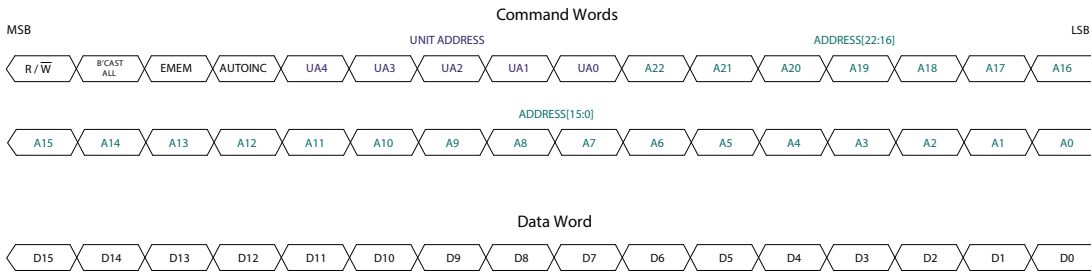 Command Words
MSB LSB
UNIT ADDRESS ADDRESS[22:16]
R / W̅ B'CAST ALL EMEM AUTOINC UA4 UA3 UA2 UA1 UA0 A22 A21 A20 A19 A18 A17 A16
ADDRESS[15:0]
A15 A14 A13 A12 A11 A10 A9 A8 A7 A6 A5 A4 A3 A2 A1 A0
Data Word
D15 D14 D13 D12 D11 D10 D9 D8 D7 D6 D5 D4 D3 D2 D1 D0